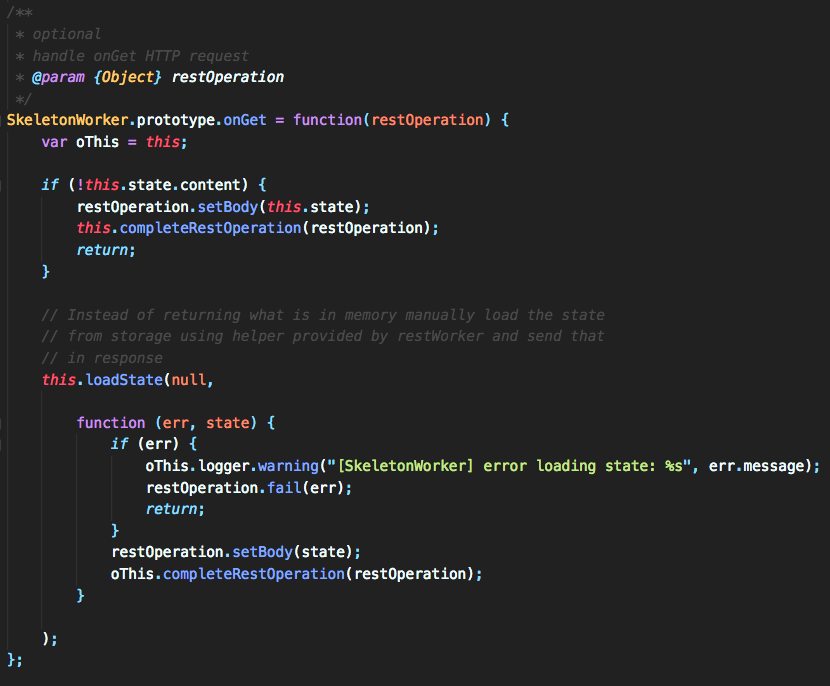 /**
 * optional
 * handle onGet HTTP request
 * @param {Object} restOperation
 */
SkeletonWorker.prototype.onGet = function(restOperation) {
    var oThis = this;

    if (!this.state.content) {
        restOperation.setBody(this.state);
        this.completeRestOperation(restOperation);
        return;
    }

    // Instead of returning what is in memory manually load the state
    // from storage using helper provided by restWorker and send that
    // in response
    this.loadState(null,

        function (err, state) {
            if (err) {
                oThis.logger.warning("[SkeletonWorker] error loading state: %s", err.message);
                restOperation.fail(err);
                return;
            }
            restOperation.setBody(state);
            oThis.completeRestOperation(restOperation);
        }

    );
};